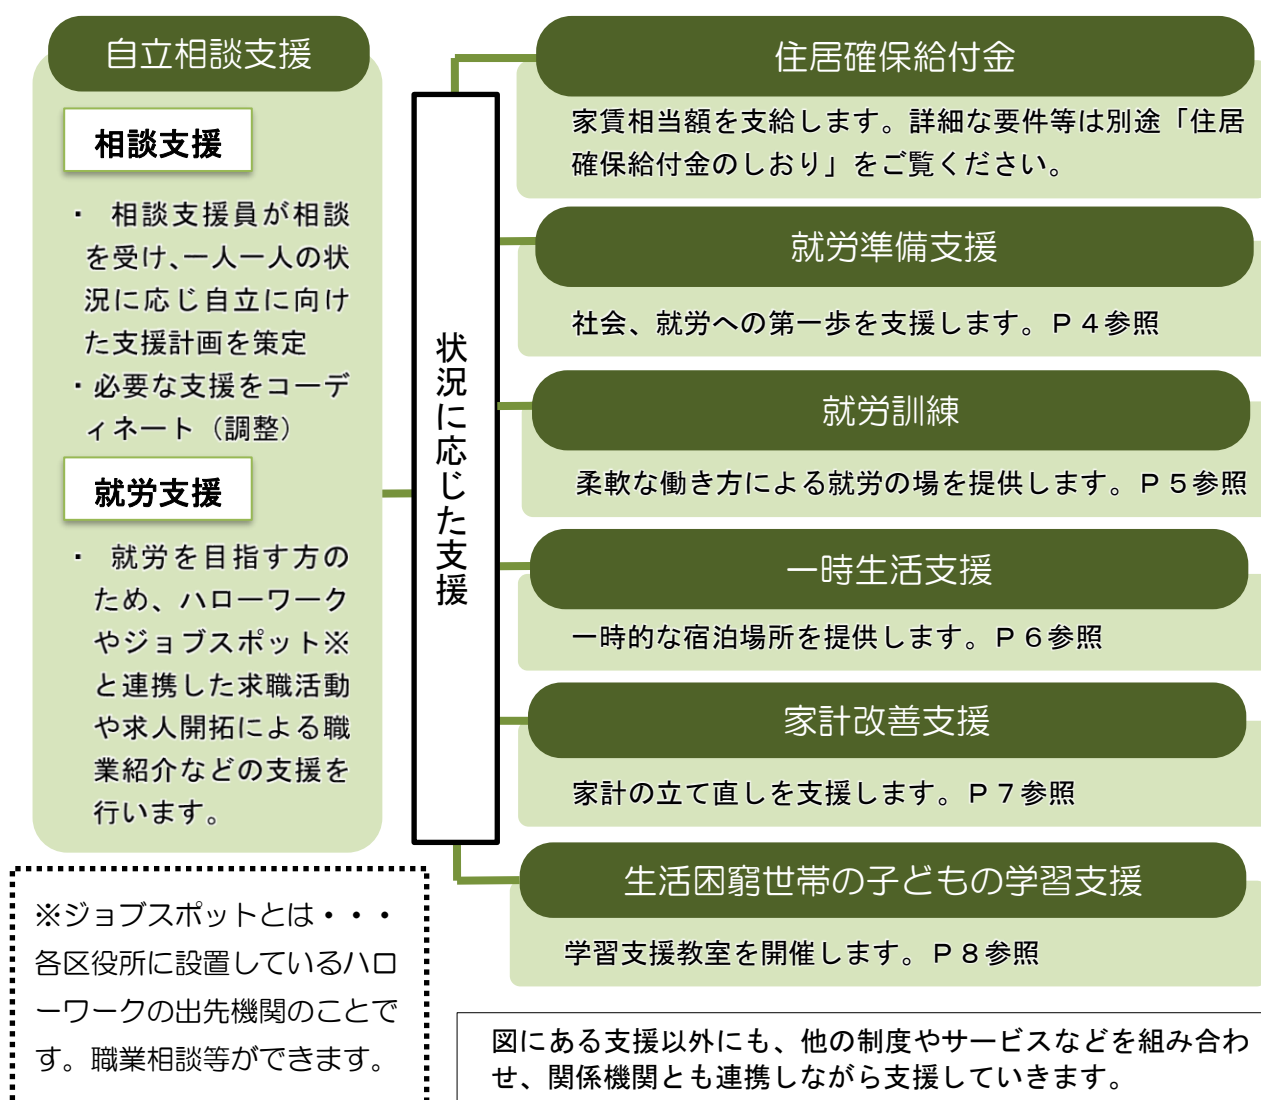 自立相談支援
相談支援
・ 相談支援員が相談
を受け、一人一人の状
況に応じ自立に向け
た支援計画を策定
・必要な支援をコーデ
ィネート（調整）
就労支援
・ 就労を目指す方の
ため、ハローワーク
やジョブスポット※
と連携した求職活動
や求人開拓による職
業紹介などの支援を
行います。
※ジョブスポットとは・・・
各区役所に設置しているハロ
ーワークの出先機関のことで
す。職業相談等ができます。
状況に応じた支援
住居確保給付金
家賃相当額を支給します。詳細な要件等は別途「住居
確保給付金のしおり」をご覧ください。
就労準備支援
社会、就労への第一歩を支援します。Ｐ４参照
就労訓練
柔軟な働き方による就労の場を提供します。Ｐ５参照
一時生活支援
一時的な宿泊場所を提供します。Ｐ６参照
家計改善支援
家計の立て直しを支援します。Ｐ７参照
生活困窮世帯の子どもの学習支援
学習支援教室を開催します。Ｐ８参照
図にある支援以外にも、他の制度やサービスなどを組み合わ
せ、関係機関とも連携しながら支援していきます。